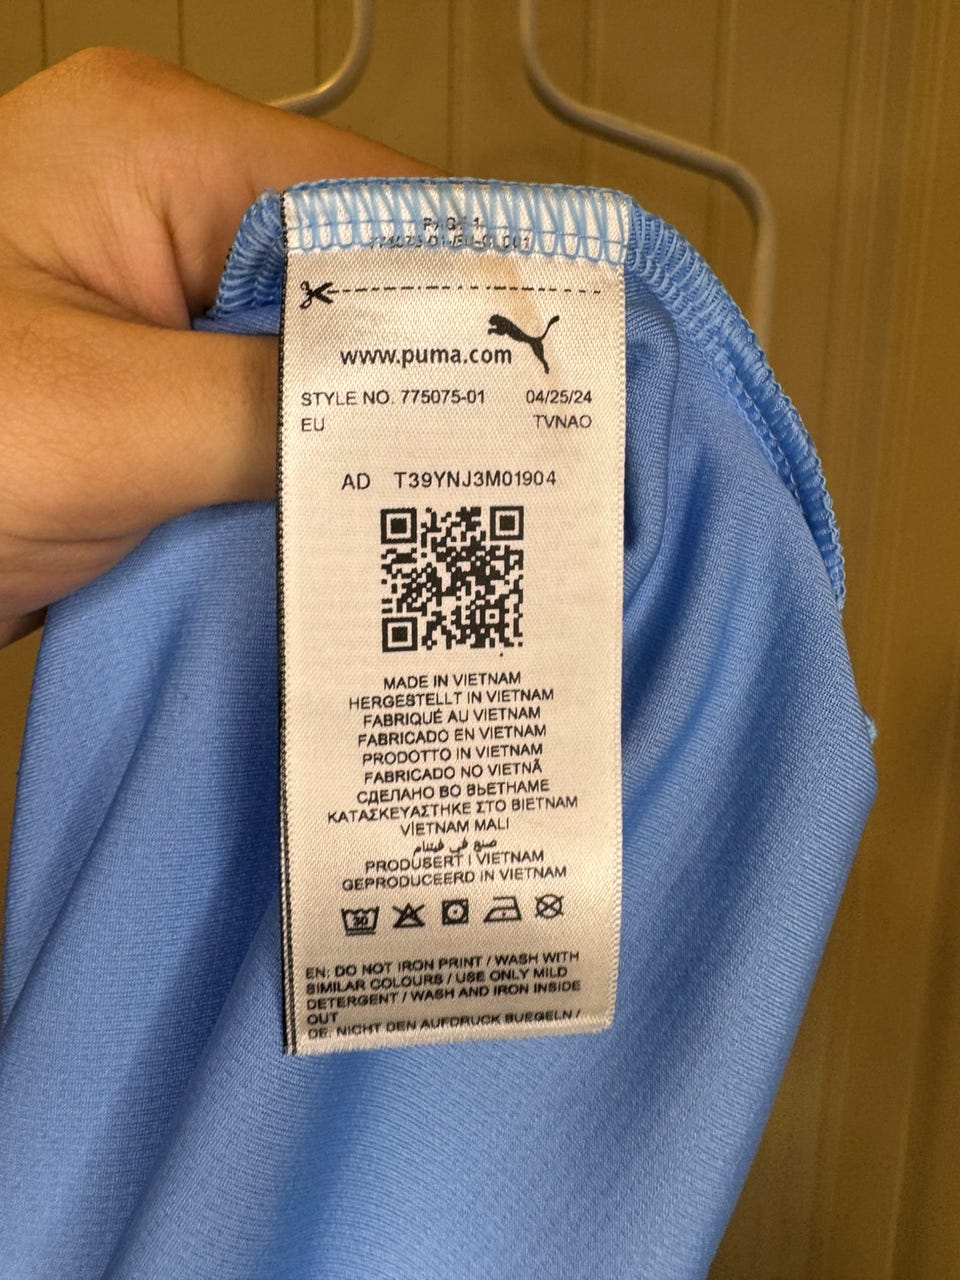 www.puma.com
STYLE NO. 775075-01 04/25/24
EU TVNAO
AD T39YNJ3M01904
MADE IN VIETNAM
HERGESTELLT IN VIETNAM
FABRIQUÉ AU VIETNAM
FABRICADO EN VIETNAM
PRODOTTO IN VIETNAM
FABRICADO NO VIETNÃ
СДЕЛАНО ВО ВЬЕТНАМЕ
ΚΑΤΑΣΚΕΥΑΣΤΗΚΕ ΣΤΟ ΒΙΕΤΝΑΜ
VİETNAM MALI
صنع في فيتنام
PRODUSERT I VIETNAM
GEPRODUCEERD IN VIETNAM
30
EN: DO NOT IRON PRINT / WASH WITH
SIMILAR COLOURS / USE ONLY MILD
DETERGENT / WASH AND IRON INSIDE
OUT
DE: NICHT DEN AUFDRUCK BUEGELN /